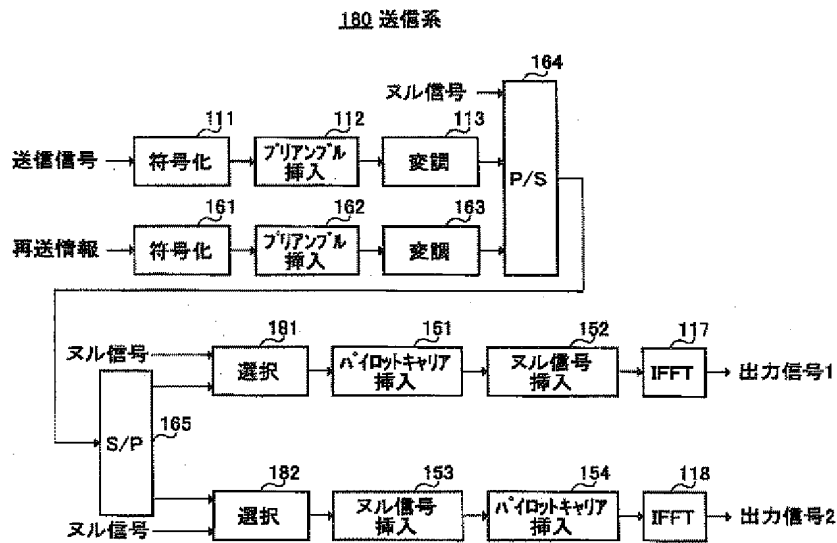 180 送信系
164
ヌル信号
111
112
113
送信信号
符号化
プリアンブル
挿入
変調
P/S
161
162
163
再送情報
符号化
プリアンブル
挿入
変調
181
151
152
117
ヌル信号
選択
パイロットキャリア
挿入
ヌル信号
挿入
IFFT
出力信号1
S/P
165
182
153
154
118
選択
ヌル信号
挿入
パイロットキャリア
挿入
IFFT
出力信号2
ヌル信号